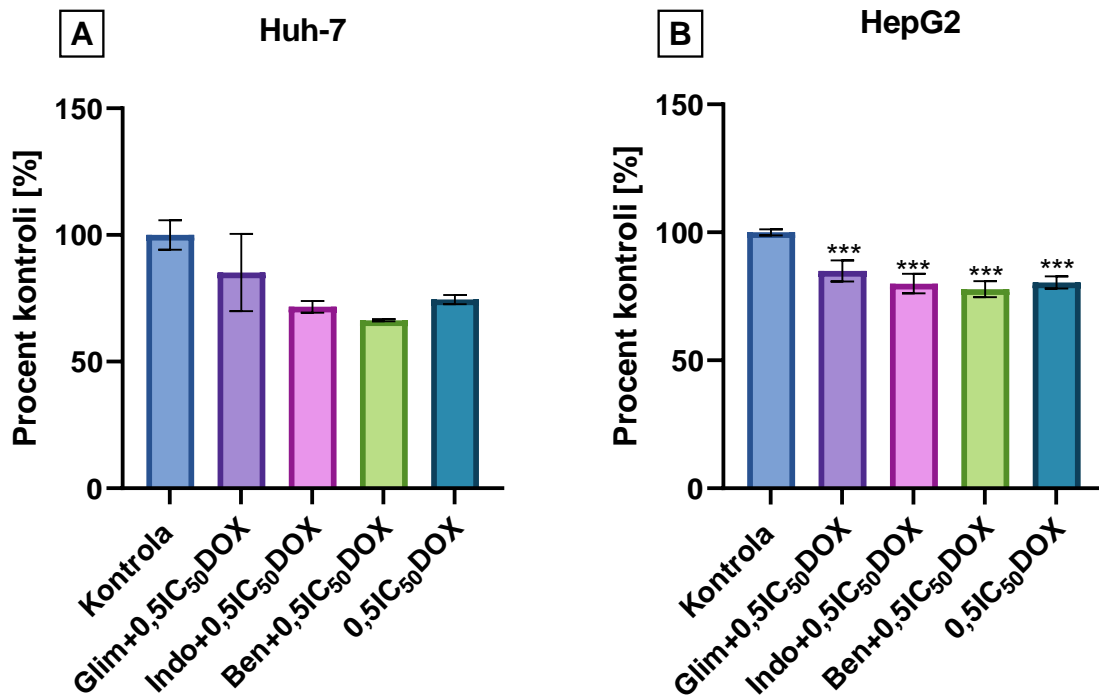 A
Huh-7
Procent kontroli [%]
150
100
50
0
Kontrola
Glim+0,5IC₅₀DOX
Indo+0,5IC₅₀DOX
Ben+0,5IC₅₀DOX
0,5IC₅₀DOX
B
HepG2
Procent kontroli [%]
150
100
50
0
***
***
***
***
Kontrola
Glim+0,5IC₅₀DOX
Indo+0,5IC₅₀DOX
Ben+0,5IC₅₀DOX
0,5IC₅₀DOX